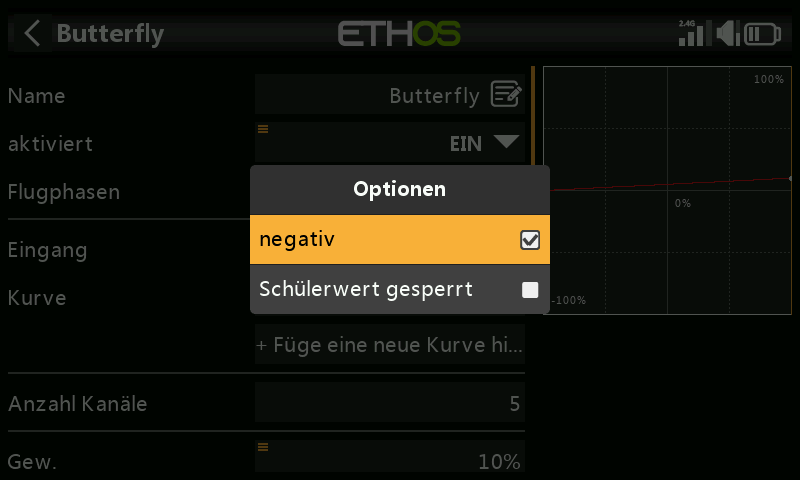 Butterfly
ETHOS
2.4G
Name
Butterfly
aktiviert
EIN
Flugphasen
Eingang
Kurve
+ Füge eine neue Kurve hi...
Anzahl Kanäle
5
Gew.
10%
Optionen
negativ
Schülerwert gesperrt
100%
0%
-100%